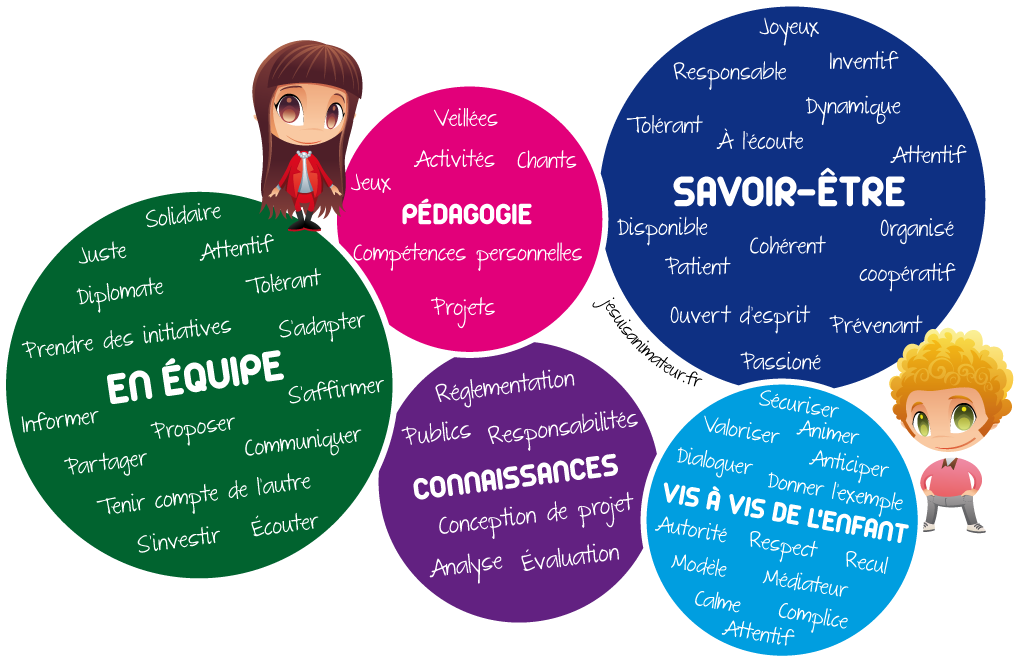 Solidaire
Juste
Attentif
Diplomate
Tolérant
Prendre des initiatives
S'adapter
EN ÉQUIPE
S'affirmer
Informer
Proposer
Communiquer
Partager
Tenir compte de l'autre
S'investir
Écouter
Veillées
Activités
Chants
Jeux
PÉDAGOGIE
Compétences personnelles
Projets
Joyeux
Responsable
Inventif
Dynamique
Tolérant
À l'écoute
Attentif
SAVOIR-ÊTRE
Disponible
Organisé
Cohérent
Patient
coopératif
Ouvert d'esprit
Prévenant
Passioné
jesuisanimateur.fr
Réglementation
Publics
Responsabilités
CONNAISSANCES
Conception de projet
Analyse
Évaluation
Sécuriser
Valoriser
Animer
Dialoguer
Anticiper
Donner l'exemple
VIS À VIS DE L'ENFANT
Autorité
Respect
Recul
Modèle
Médiateur
Calme
Complice
Attentif